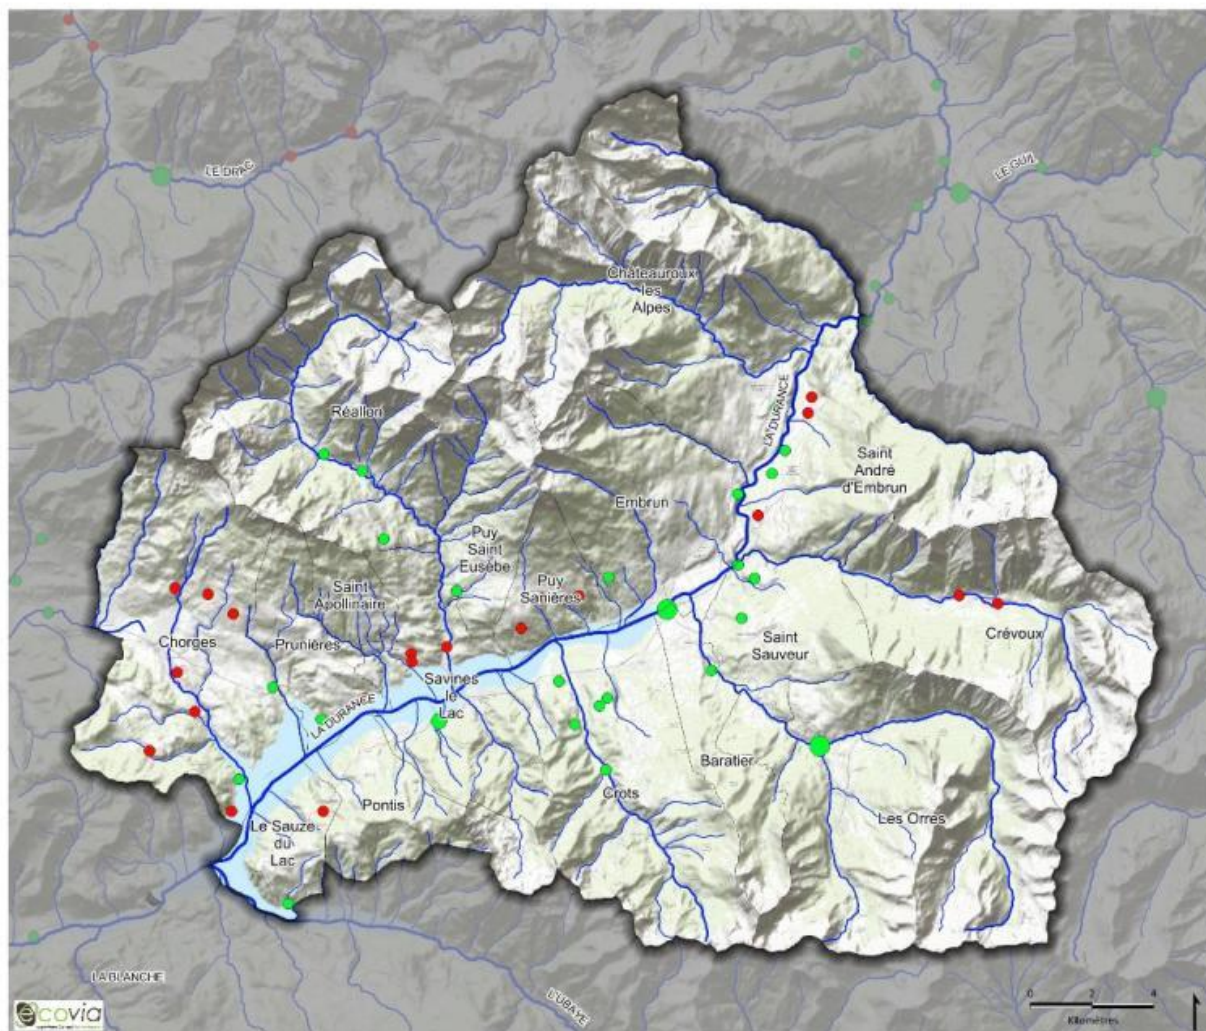 LE DRAC
LE GUIL
Châteauroux
les
Alpes
LA DURANCE
Réallon
Saint
André
d'Embrun
Embrun
Puy
Saint
Eusèbe
Puy
Sanières
Saint
Apollinaire
Chorges
Prunières
Crévoux
Saint
Sauveur
Savines
le
Lac
LA DURANCE
Baratier
Crots
Pontis
Les Orres
Le Sauze
du
Lac
LA BLANCHE
L'UBAYE
ecovia
0 2 4
Kilomètres